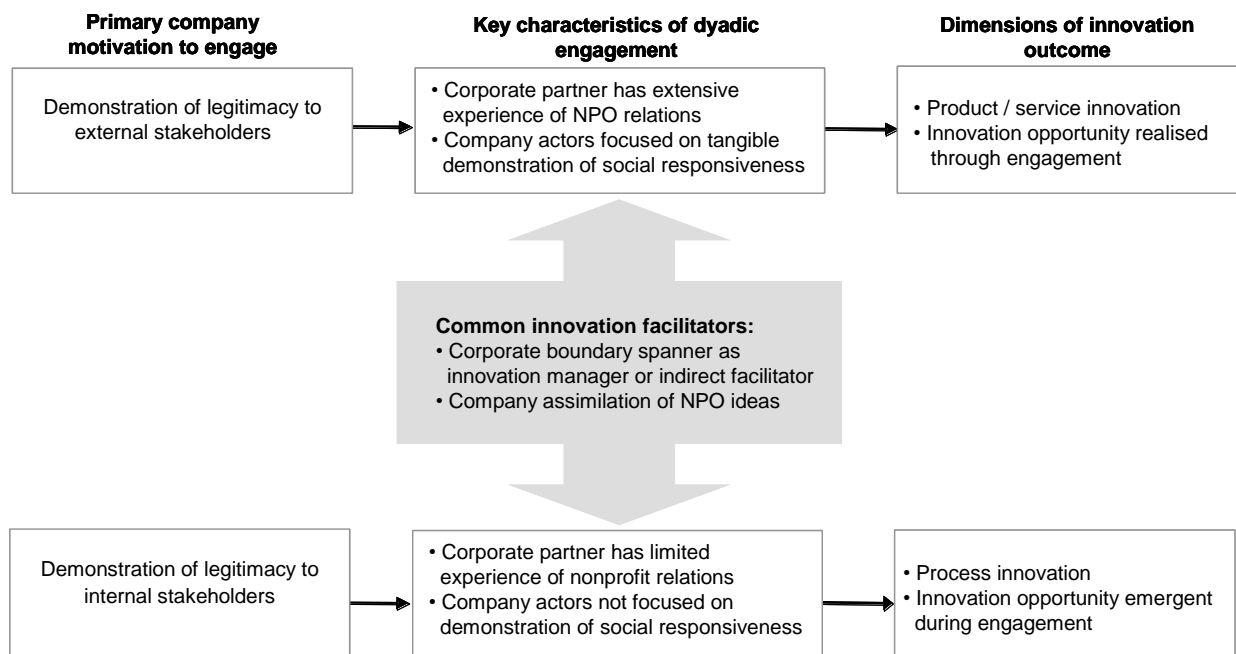 Primary company
motivation to engage
Key characteristics of dyadic
engagement
Dimensions of innovation
outcome
Demonstration of legitimacy to
external stakeholders
• Corporate partner has extensive
experience of NPO relations
• Company actors focused on tangible
demonstration of social responsiveness
• Product / service innovation
• Innovation opportunity realised
through engagement
Common innovation facilitators:
• Corporate boundary spanner as
innovation manager or indirect facilitator
• Company assimilation of NPO ideas
Demonstration of legitimacy to
internal stakeholders
• Corporate partner has limited
experience of nonprofit relations
• Company actors not focused on
demonstration of social responsiveness
• Process innovation
• Innovation opportunity emergent
during engagement